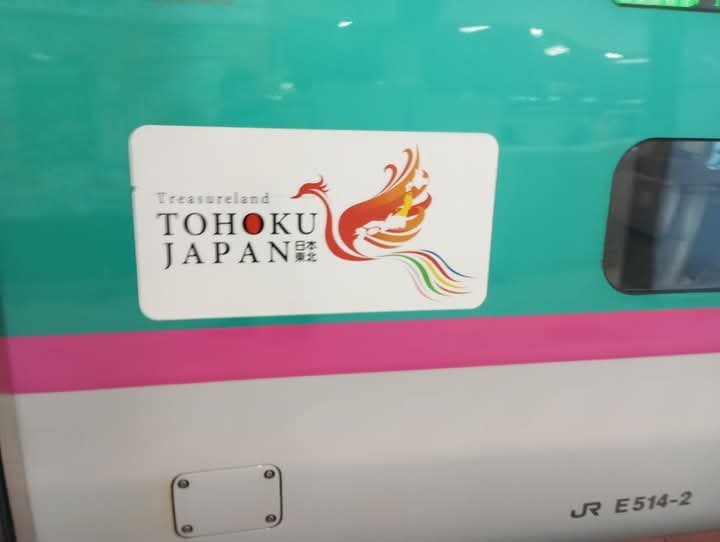 Treasureland
TOHOKU
JAPAN 日本
東北
JR E514-2